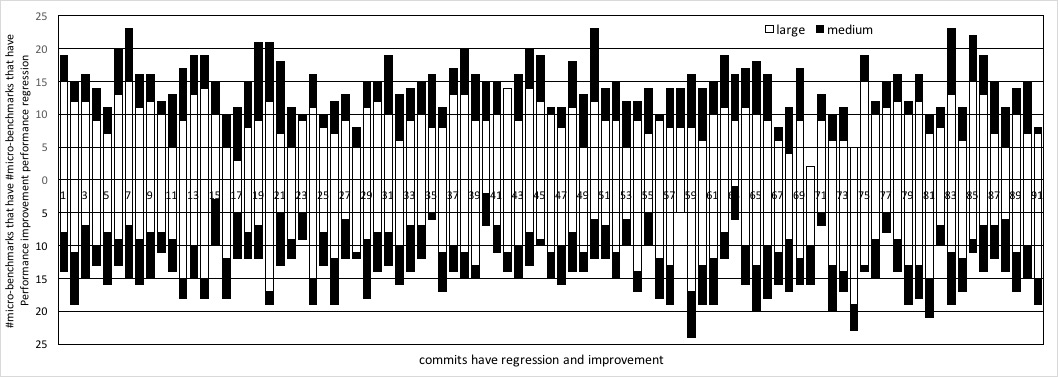 large medium
#micro-benchmarks that have #micro-benchmarks that have
Performance improvement performance regression
25
20
15
10
5
0
5
10
15
20
25
1 3 5 7 9 11 13 15 17 19 21 23 25 27 29 31 33 35 37 39 41 43 45 47 49 51 53 55 57 59 61 63 65 67 69 71 73 75 77 79 81 83 85 87 89 91
commits have regression and improvement